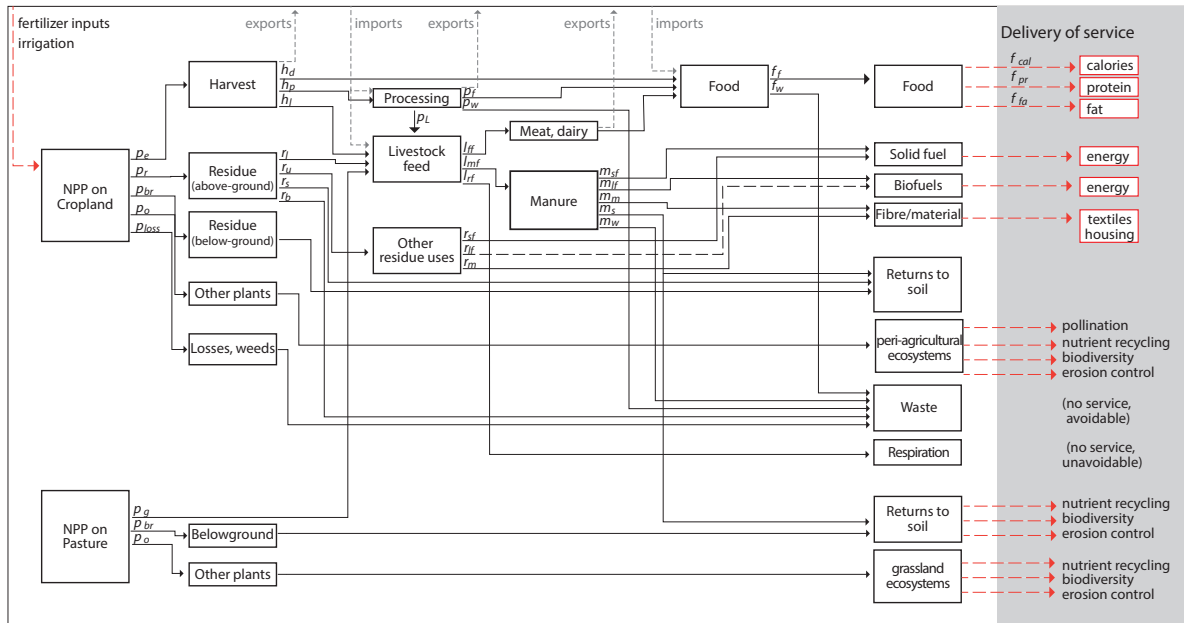 fertilizer inputs
irrigation
exports
imports
exports
imports
Delivery of service
NPP on
Cropland
p_e
p_r
p_br
p_o
p_loss
Harvest
h_d
h_p
h_l
Residue
(above-ground)
r_l
r_u
r_s
r_b
Residue
(below-ground)
Other plants
Losses, weeds
Processing
p_f
p_w
p_L
Livestock
feed
l_ff
l_mf
l_rf
Meat, dairy
Manure
m_sf
m_lf
m_m
m_s
m_w
Other
residue uses
r_sf
r_lf
r_m
Food
f_f
f_w
Food
f_cal
f_pr
f_fa
calories
protein
fat
Solid fuel
energy
Biofuels
energy
Fibre/material
textiles
housing
Returns to
soil
peri-agricultural
ecosystems
pollination
nutrient recycling
biodiversity
erosion control
Waste
(no service,
avoidable)
Respiration
(no service,
unavoidable)
NPP on
Pasture
p_g
p_br
p_o
Belowground
Other plants
Returns to
soil
nutrient recycling
biodiversity
erosion control
grassland
ecosystems
nutrient recycling
biodiversity
erosion control